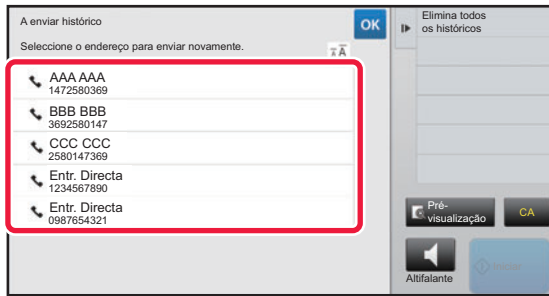 A enviar histórico
OK
Seleccione o endereço para enviar novamente.
AAA AAA
1472580369
BBB BBB
3692580147
CCC CCC
2580147369
Entr. Directa
1234567890
Entr. Directa
0987654321
Elimina todos
os históricos
Pré-
visualização
CA
Altifalante